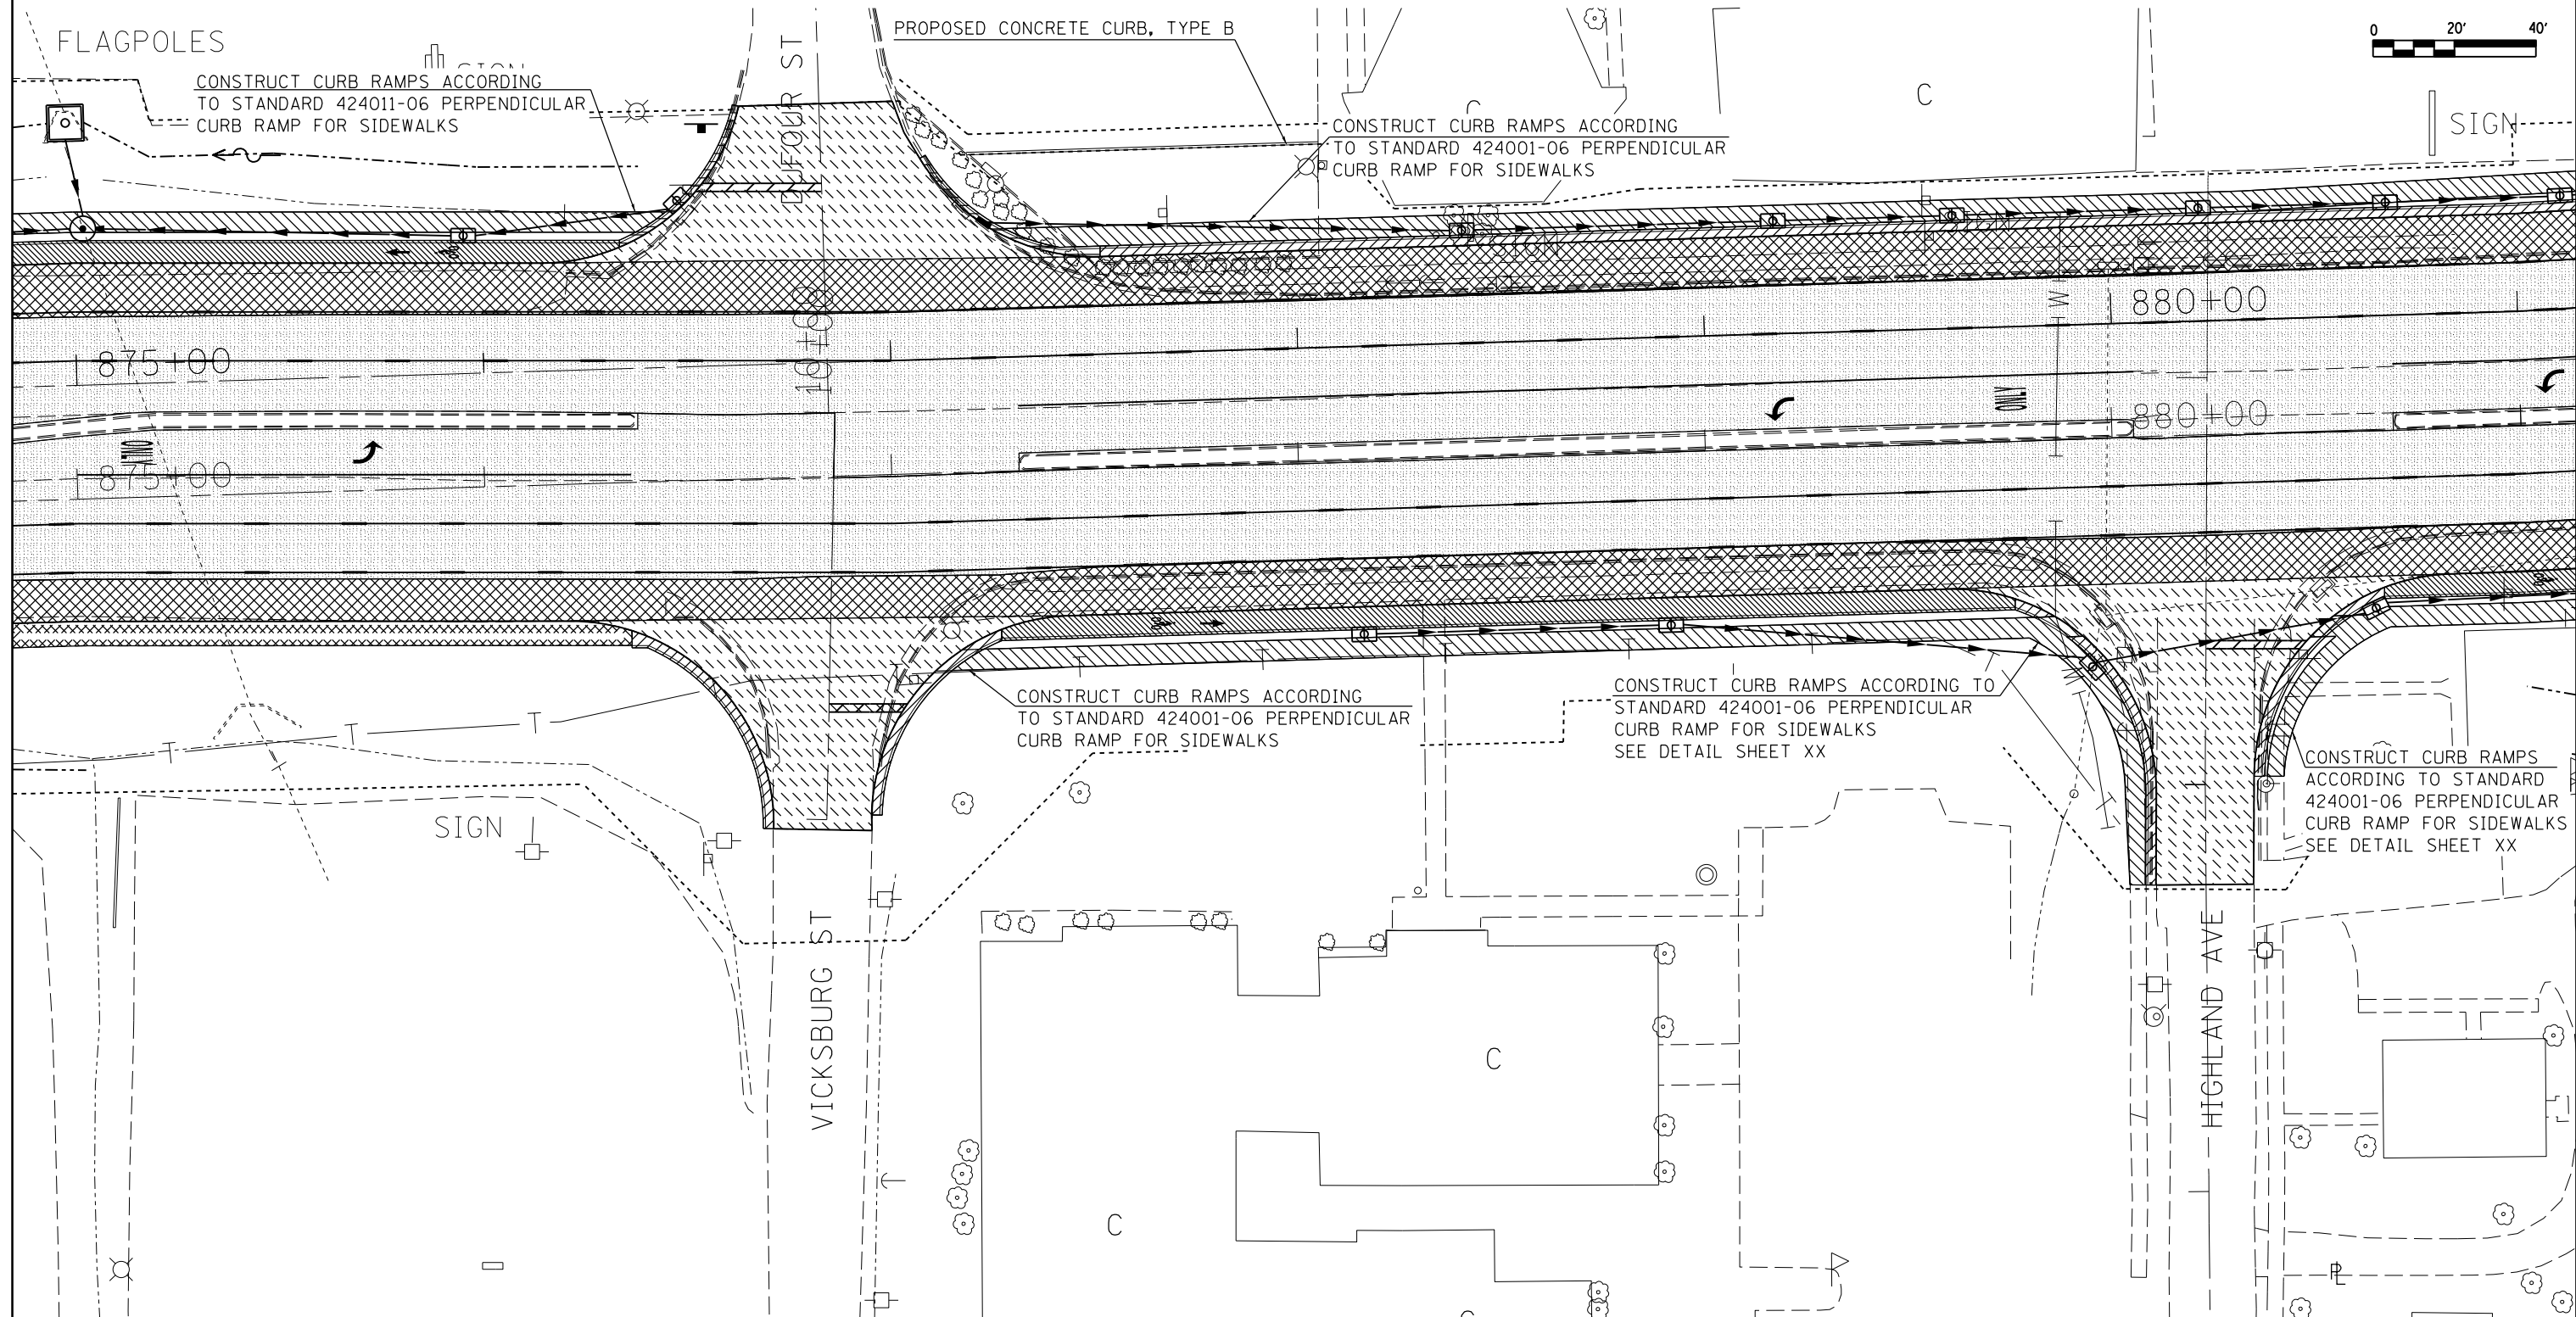 FLAGPOLES
CONSTRUCT CURB RAMPS ACCORDING
TO STANDARD 424011-06 PERPENDICULAR
CURB RAMP FOR SIDEWALKS
DUFOUR ST
PROPOSED CONCRETE CURB, TYPE B
CONSTRUCT CURB RAMPS ACCORDING
TO STANDARD 424001-06 PERPENDICULAR
CURB RAMP FOR SIDEWALKS
C
0 20' 40'
SIGN
875+00
880+00
W
875+00
880+00
CONSTRUCT CURB RAMPS ACCORDING
TO STANDARD 424001-06 PERPENDICULAR
CURB RAMP FOR SIDEWALKS
CONSTRUCT CURB RAMPS ACCORDING TO
STANDARD 424001-06 PERPENDICULAR
CURB RAMP FOR SIDEWALKS
SEE DETAIL SHEET XX
CONSTRUCT CURB RAMPS
ACCORDING TO STANDARD
424001-06 PERPENDICULAR
CURB RAMP FOR SIDEWALKS
SEE DETAIL SHEET XX
SIGN
VICKSBURG ST
HIGHLAND AVE
C
C
PL